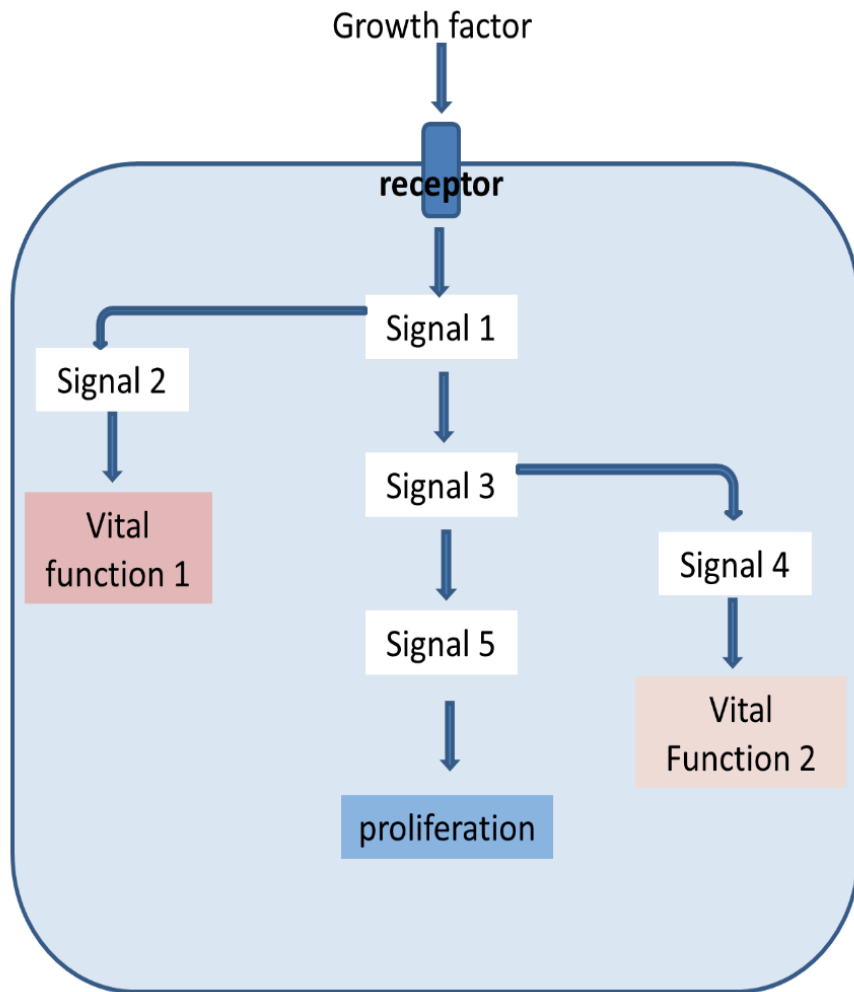 Growth factor
receptor
Signal 1
Signal 2
Signal 3
Vital
function 1
Signal 4
Signal 5
Vital
Function 2
proliferation